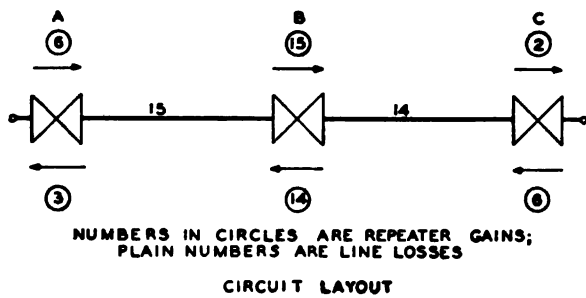 A B C
6 15 2
15 14
3 14 6
NUMBERS IN CIRCLES ARE REPEATER GAINS;
PLAIN NUMBERS ARE LINE LOSSES
CIRCUIT LAYOUT